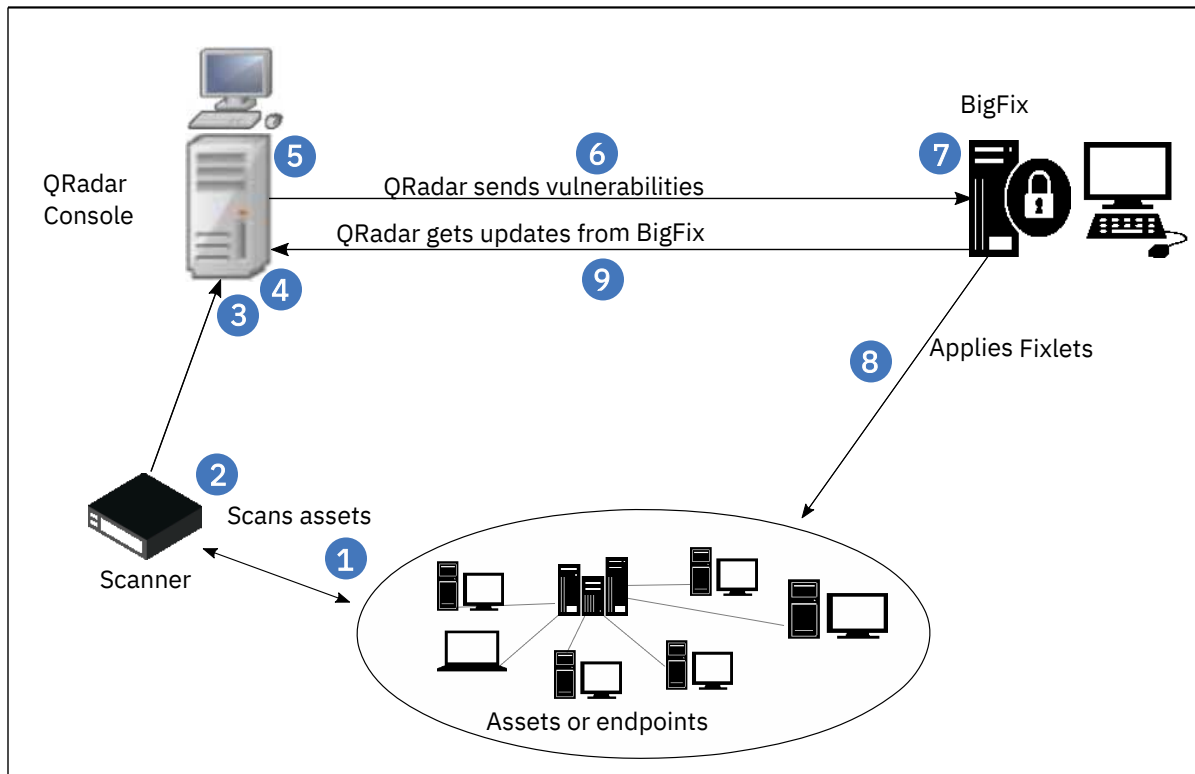 BigFix
5
6
7
QRadar sends vulnerabilities
QRadar
Console
QRadar gets updates from BigFix
9
4
3
8
Applies Fixlets
2
Scans assets
1
Scanner
Assets or endpoints